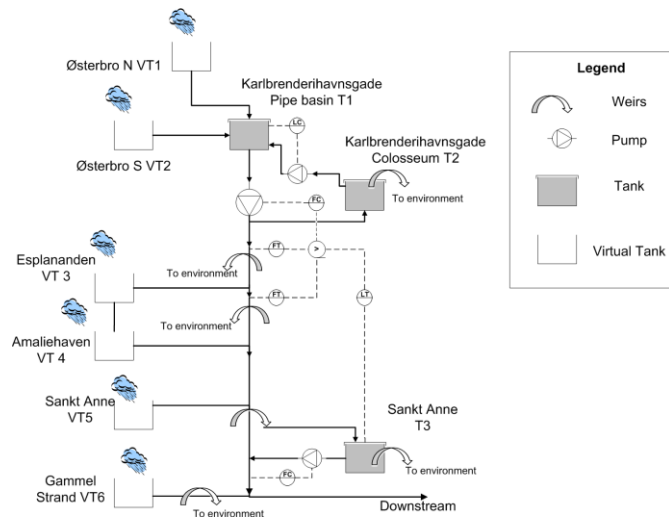 Østerbro N VT1
Karlbrenderihavnsgade
Pipe basin T1
LC
Karlbrenderihavnsgade
Colosseum T2
Østerbro S VT2
To environment
FC
Esplananden
VT 3
To environment
FT
>
FT
LT
Amaliehaven
VT 4
To environment
Sankt Anne
VT5
Sankt Anne
T3
To environment
Gammel
Strand VT6
FC
To environment
Downstream
Legend
Weirs
Pump
Tank
Virtual Tank